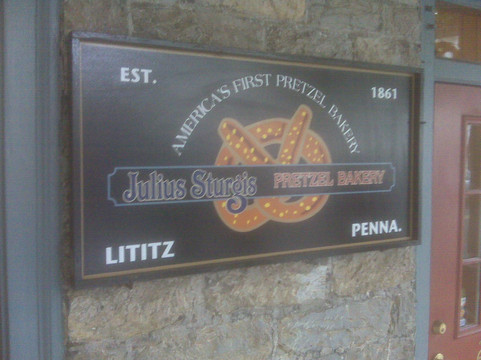 EST. 1861
AMERICA'S FIRST PRETZEL BAKERY
Julius Sturgis PRETZEL BAKERY
LITITZ PENNA.